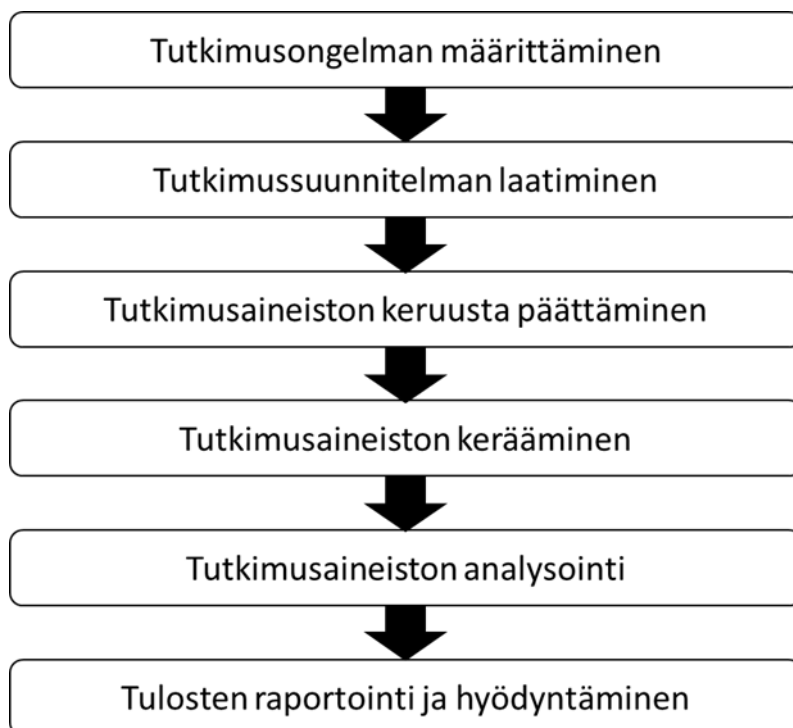 Tutkimusongelman määrittäminen
Tutkimussuunnitelman laatiminen
Tutkimusaineiston keruusta päättäminen
Tutkimusaineiston kerääminen
Tutkimusaineiston analysointi
Tulosten raportointi ja hyödyntäminen